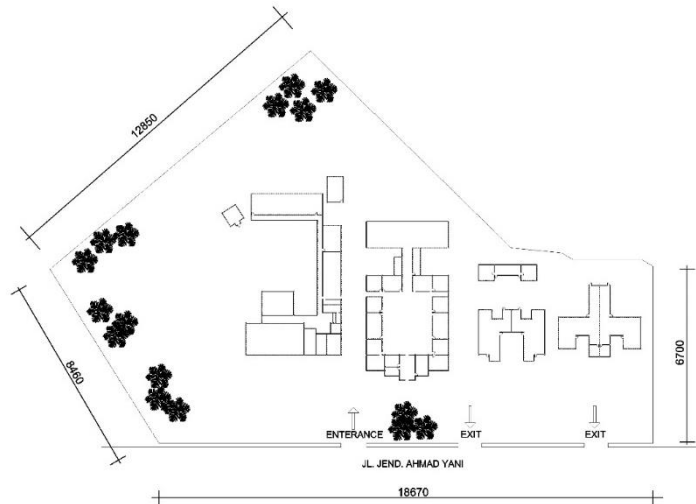 12850
8460
6700
ENTERANCE
EXIT
EXIT
JL. JEND. AHMAD YANI
18670